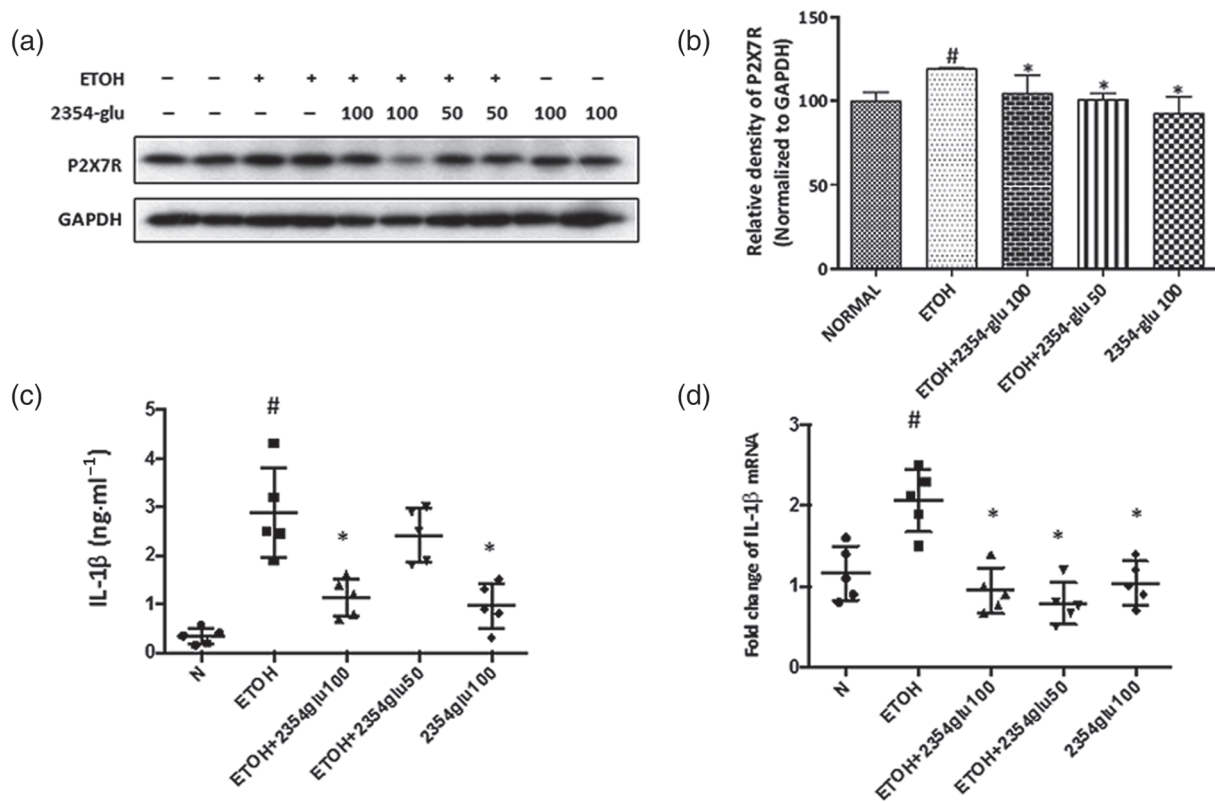 (a)
ETOH – – + + + + + + – –
2354-glu – – – – 100 100 50 50 100 100
P2X7R
GAPDH
(b)
Relative density of P2X7R
(Normalized to GAPDH)
150
100
50
0
#
*
*
*
NORMAL
ETOH
ETOH+2354-glu 100
ETOH+2354-glu 50
2354-glu 100
(c)
IL-1β (ng·ml⁻¹)
5
4
3
2
1
0
#
*
*
N
ETOH
ETOH+2354glu100
ETOH+2354glu50
2354glu100
(d)
Fold change of IL-1β mRNA
3
2
1
0
#
*
*
*
N
ETOH
ETOH+2354glu100
ETOH+2354glu50
2354glu100